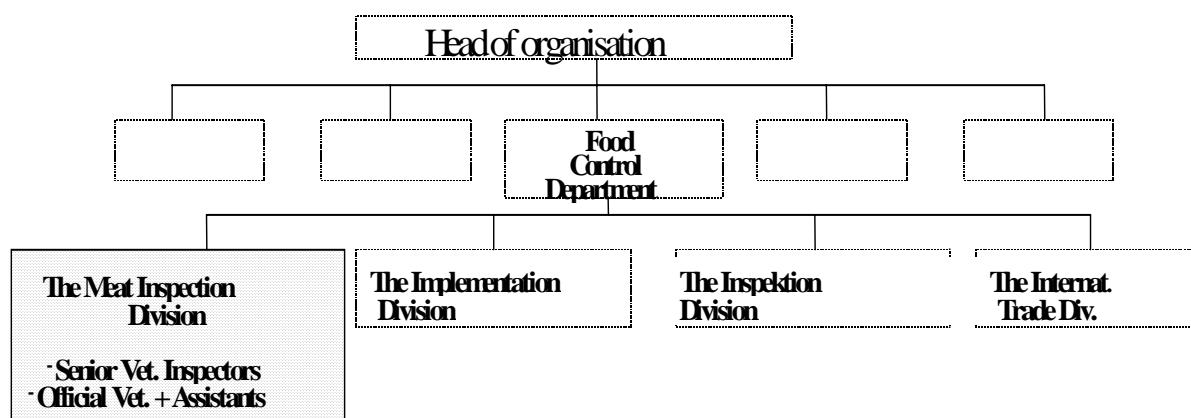 Head of organisation
Food
Control
Department
The Meat Inspection
Division
- Senior Vet. Inspectors
- Official Vet. + Assistants
The Implementation
Division
The Inspektion
Division
The Internat.
Trade Div.